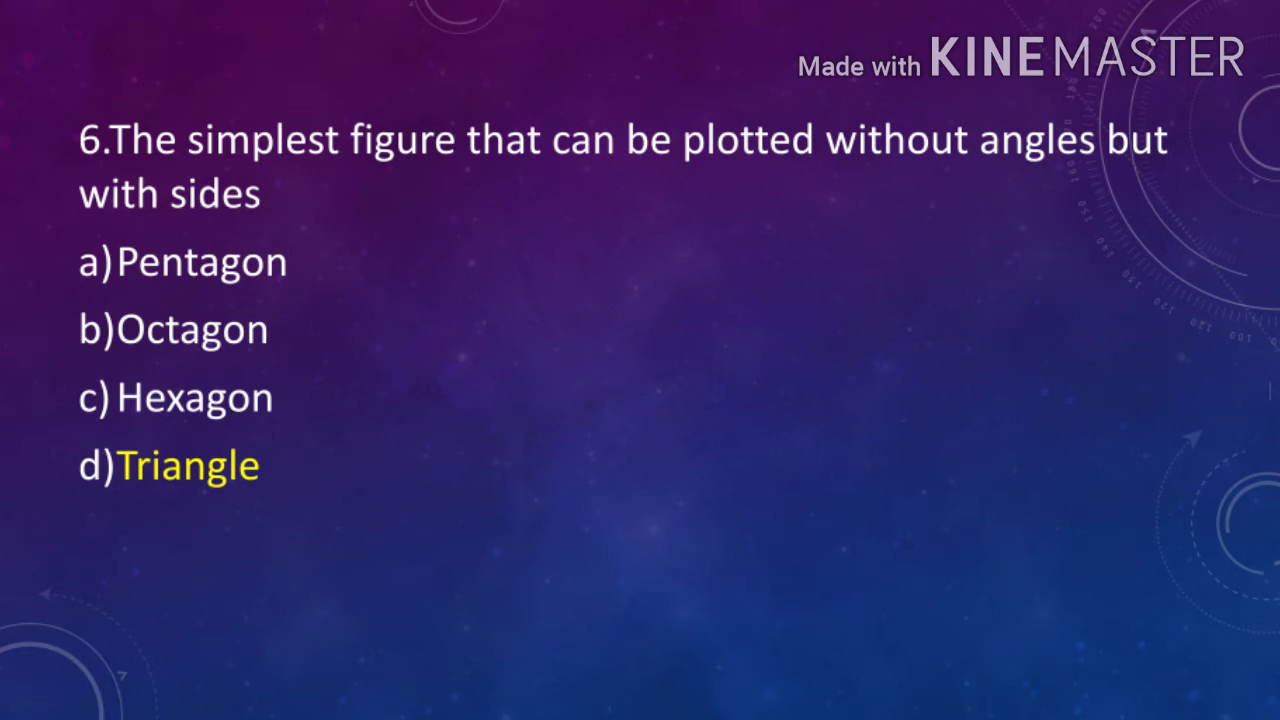 Made with KINEMASTER
6.The simplest figure that can be plotted without angles but
with sides
a)Pentagon
b)Octagon
c) Hexagon
d)Triangle